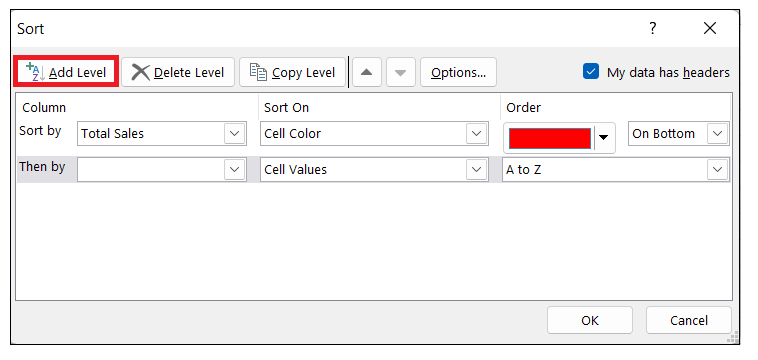 Sort ?
Add Level Delete Level Copy Level Options... My data has headers
Column Sort On Order
Sort by Total Sales Cell Color On Bottom
Then by Cell Values A to Z
OK Cancel